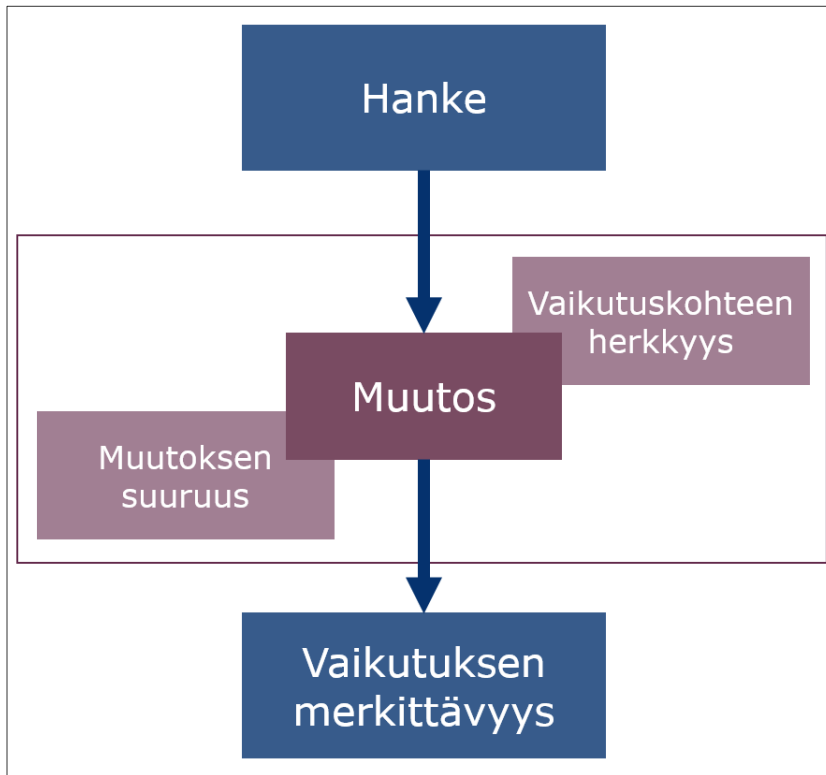 Hanke
Vaikutuskohteen
herkkyys
Muutos
Muutoksen
suuruus
Vaikutuksen
merkittävyys